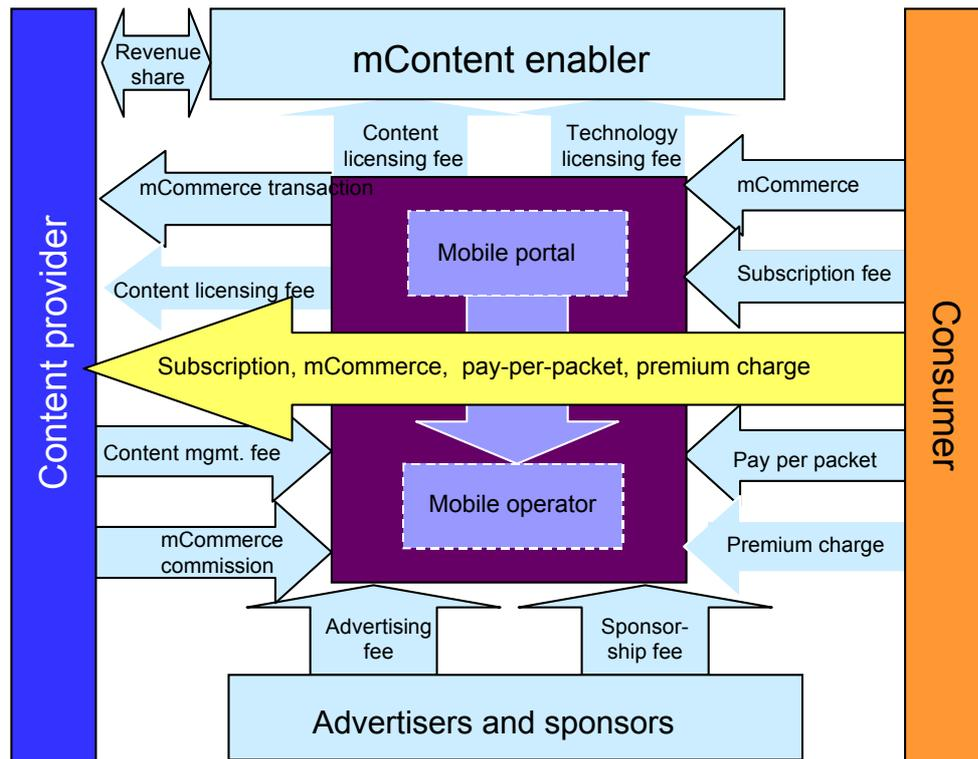 Revenue
share
mContent enabler
Content
licensing fee
Technology
licensing fee
mCommerce transaction
mCommerce
Content provider
Mobile portal
Content licensing fee
Subscription fee
Consumer
Subscription, mCommerce, pay-per-packet, premium charge
Content mgmt. fee
Pay per packet
Mobile operator
mCommerce
commission
Premium charge
Advertising
fee
Sponsor-
ship fee
Advertisers and sponsors